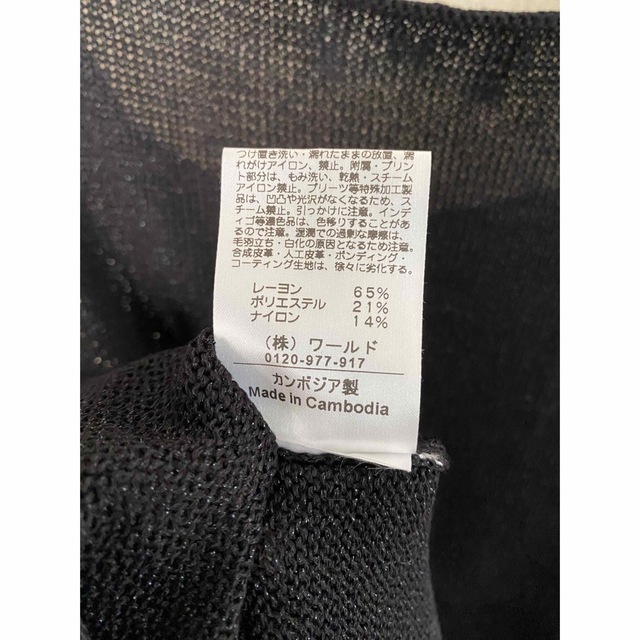 つけ置き洗い・濡れたままの放置、濡
れがけアイロン、禁止。附属・プリン
ト部分は、もみ洗い、乾熱・スチーム
アイロン禁止。プリーツ等特殊加工製
品は、凹凸や光沢がなくなるため、ス
チーム禁止。引っかけに注意。インデ
ィゴ等濃色品は、色移りすることがあ
るので注意。湿潤での過剰な摩擦は、
毛羽立ち・白化の原因となるため注意。
合成皮革・人工皮革・ボンディング・
コーティング生地は、徐々に劣化する。
レーヨン 65%
ポリエステル 21%
ナイロン 14%
(株) ワールド
0120-977-917
カンボジア製
Made in Cambodia